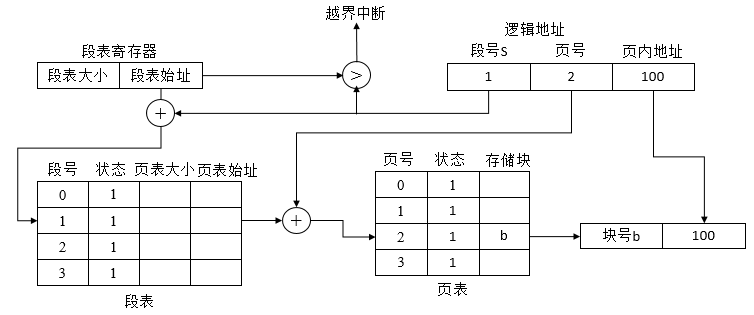 越界中断
逻辑地址
段表寄存器
段号S 页号 页内地址
段表大小 段表始址
>
1 2 100
+
段号 状态 页表大小 页表始址
0 1
1 1
2 1
3 1
段表
+
页号 状态 存储块
0 1
1 1
2 1 b
3 1
页表
块号b 100